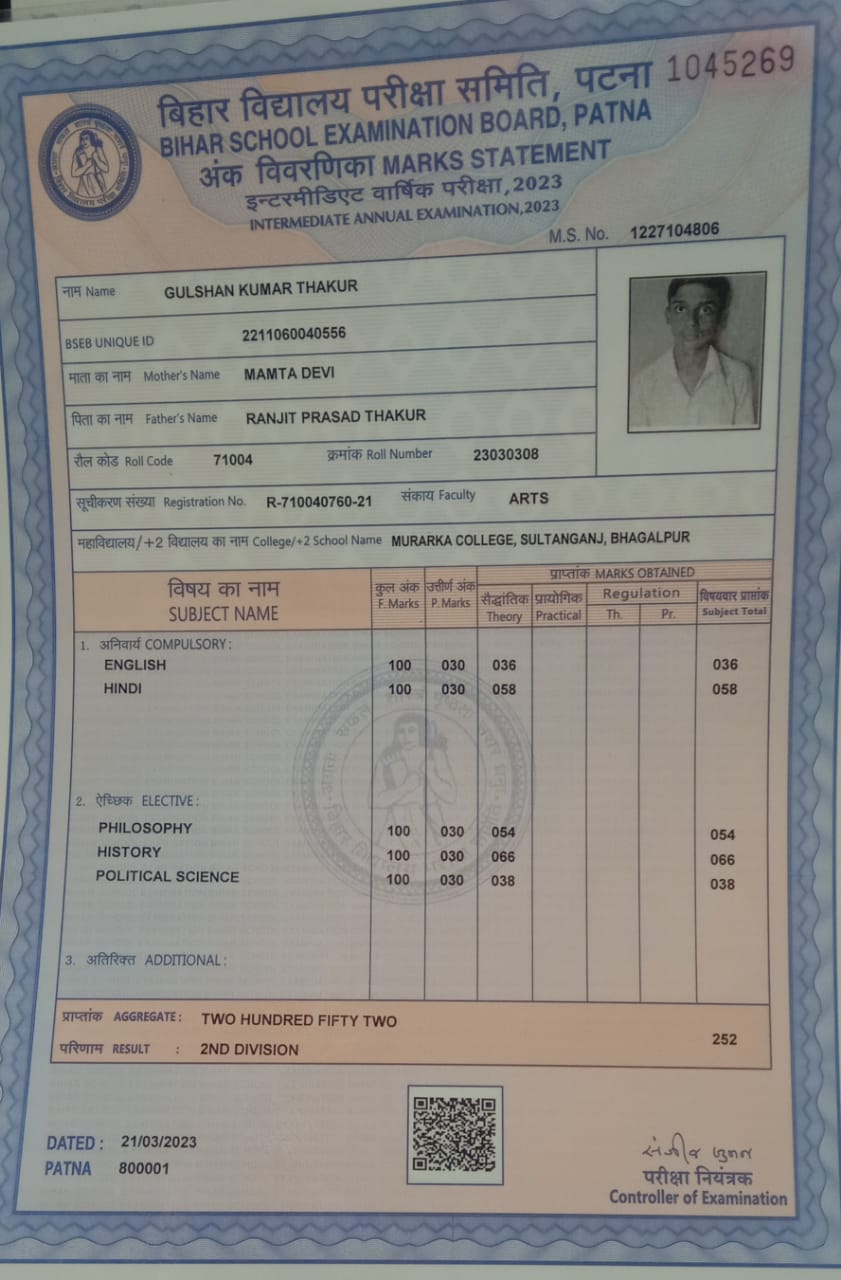 बिहार विद्यालय परीक्षा समिति, पटना 1045269
BIHAR SCHOOL EXAMINATION BOARD, PATNA
अंक विवरणिका MARKS STATEMENT
इन्टरमीडिएट वार्षिक परीक्षा,2023
INTERMEDIATE ANNUAL EXAMINATION,2023
M.S. No. 1227104806
नाम Name GULSHAN KUMAR THAKUR
BSEB UNIQUE ID 2211060040556
माता का नाम Mother's Name MAMTA DEVI
पिता का नाम Father's Name RANJIT PRASAD THAKUR
रौल कोड Roll Code 71004 क्रमांक Roll Number 23030308
सूचीकरण संख्या Registration No. R-710040760-21 संकाय Faculty ARTS
महाविद्यालय/+2 विद्यालय का नाम College/+2 School Name MURARKA COLLEGE, SULTANGANJ, BHAGALPUR
विषय का नाम कुल अंक उत्तीर्ण अंक प्राप्तांक MARKS OBTAINED
SUBJECT NAME F.Marks P.Marks सैद्धांतिक प्रायोगिक Regulation विषयवार प्राप्तांक
Theory Practical Th. Pr. Subject Total
1. अनिवार्य COMPULSORY :
ENGLISH 100 030 036 036
HINDI 100 030 058 058
2. ऐच्छिक ELECTIVE :
PHILOSOPHY 100 030 054 054
HISTORY 100 030 066 066
POLITICAL SCIENCE 100 030 038 038
3. अतिरिक्त ADDITIONAL :
प्राप्तांक AGGREGATE : TWO HUNDRED FIFTY TWO 252
परिणाम RESULT : 2ND DIVISION
DATED : 21/03/2023
PATNA 800001
परीक्षा नियंत्रक
Controller of Examination